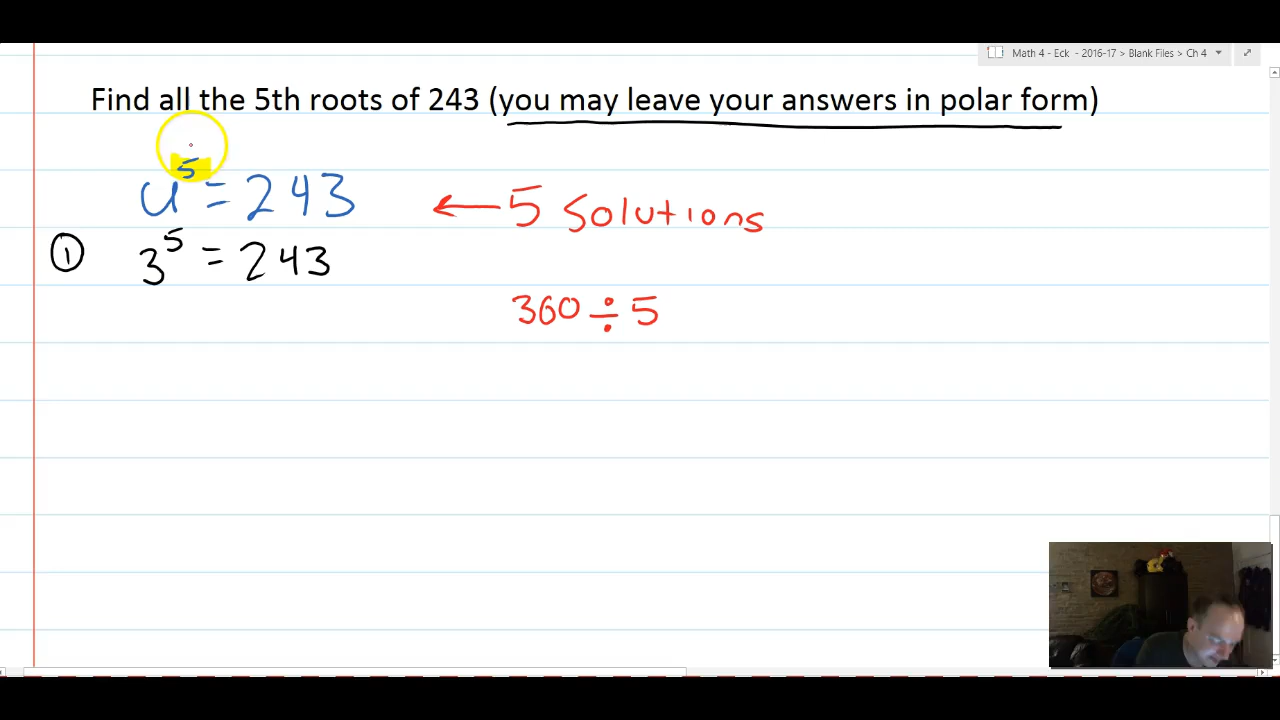 Math 4 - Eck - 2016-17 > Blank Files > Ch 4
Find all the 5th roots of 243 (you may leave your answers in polar form)
u⁵ = 243 ← 5 Solutions
① 3⁵ = 243
360 ÷ 5